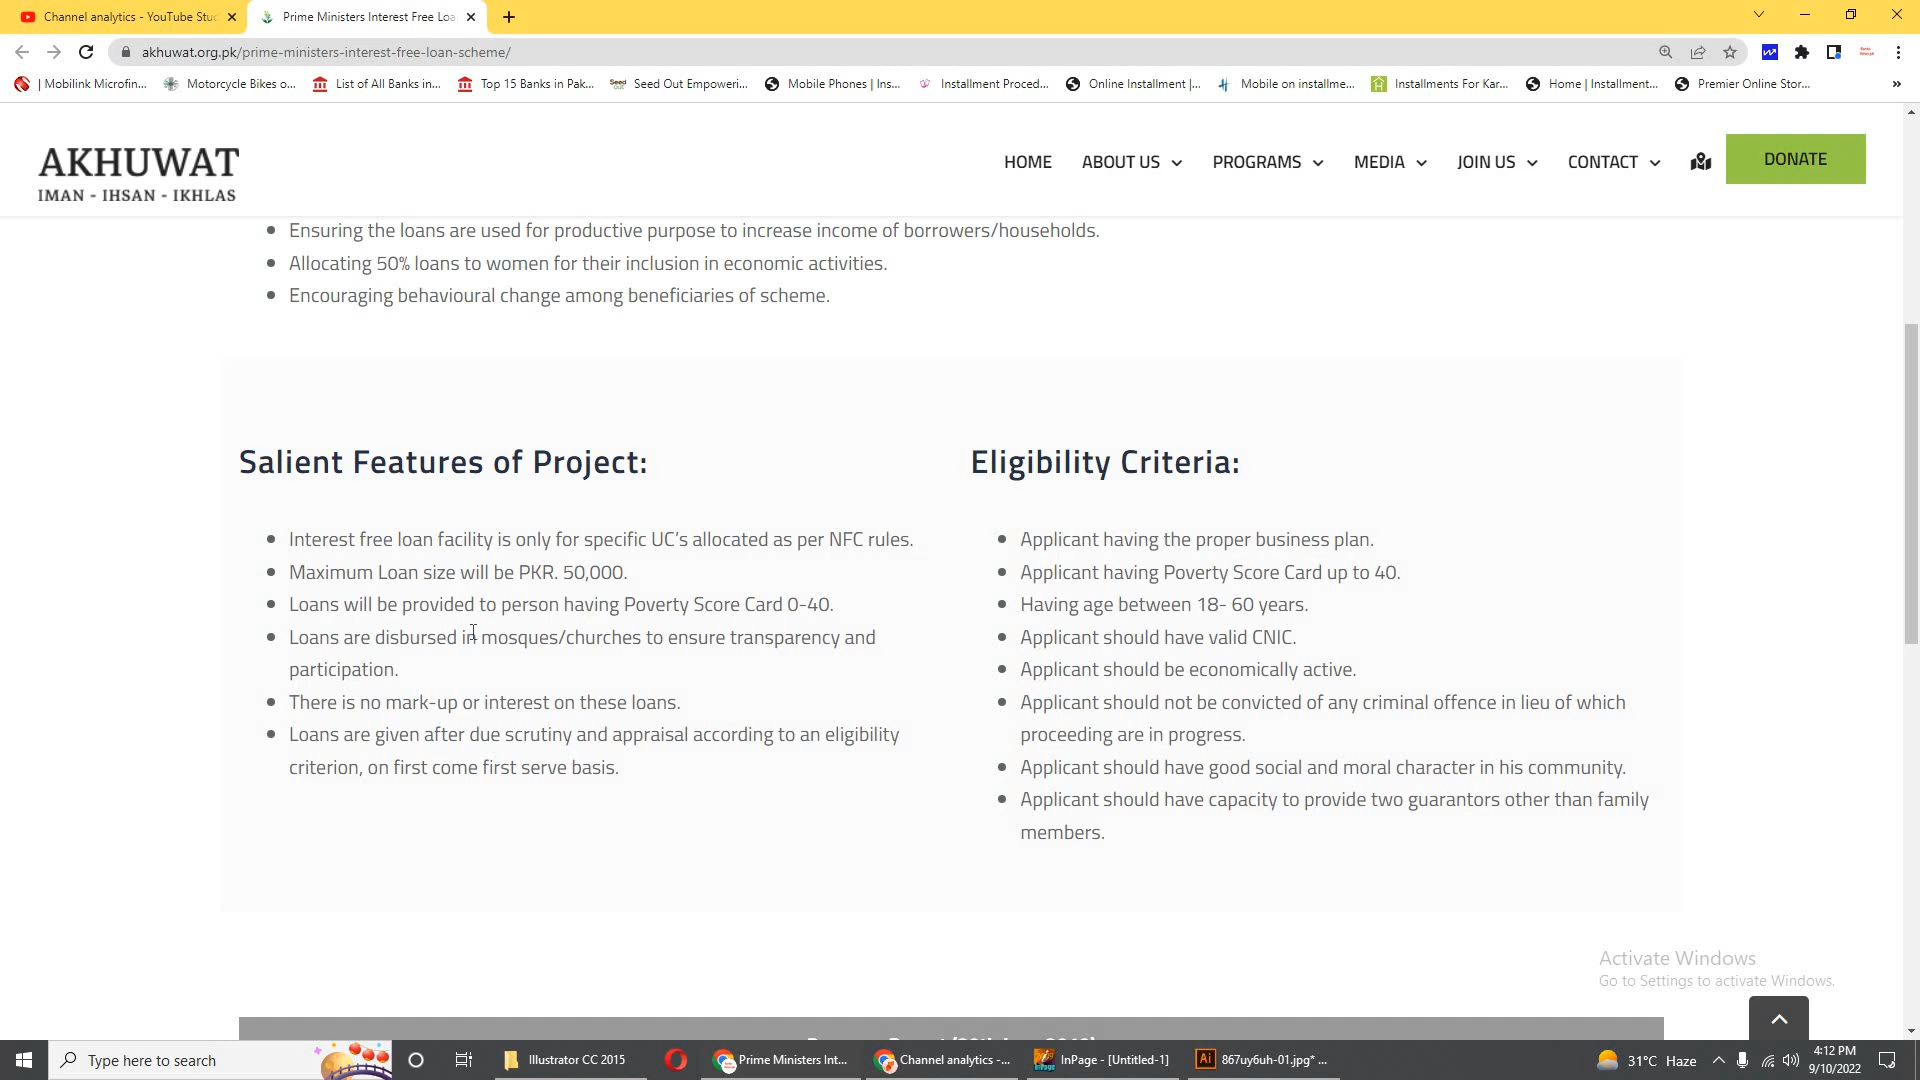 Channel analytics - YouTube Stu
Prime Ministers Interest Free Loa
akhuwat.org.pk/prime-ministers-interest-free-loan-scheme/
| Mobilink Microfin...
Motorcycle Bikes o...
List of All Banks in...
Top 15 Banks in Pak...
Seed Out Empoweri...
Mobile Phones | Ins...
Installment Proced...
Online Installment |...
Mobile on installme...
Installments For Kar...
Home | Installment...
Premier Online Stor...
AKHUWAT
IMAN - IHSAN - IKHLAS
HOME
ABOUT US
PROGRAMS
MEDIA
JOIN US
CONTACT
DONATE
Ensuring the loans are used for productive purpose to increase income of borrowers/households.
Allocating 50% loans to women for their inclusion in economic activities.
Encouraging behavioural change among beneficiaries of scheme.
Salient Features of Project:
Interest free loan facility is only for specific UC’s allocated as per NFC rules.
Maximum Loan size will be PKR. 50,000.
Loans will be provided to person having Poverty Score Card 0-40.
Loans are disbursed in mosques/churches to ensure transparency and
participation.
There is no mark-up or interest on these loans.
Loans are given after due scrutiny and appraisal according to an eligibility
criterion, on first come first serve basis.
Eligibility Criteria:
Applicant having the proper business plan.
Applicant having Poverty Score Card up to 40.
Having age between 18- 60 years.
Applicant should have valid CNIC.
Applicant should be economically active.
Applicant should not be convicted of any criminal offence in lieu of which
proceeding are in progress.
Applicant should have good social and moral character in his community.
Applicant should have capacity to provide two guarantors other than family
members.
Activate Windows
Go to Settings to activate Windows.
Type here to search
Illustrator CC 2015
Prime Ministers Int...
Channel analytics -...
InPage - [Untitled-1]
Ai
867uy6uh-01.jpg* ...
31°C Haze
4:12 PM
9/10/2022